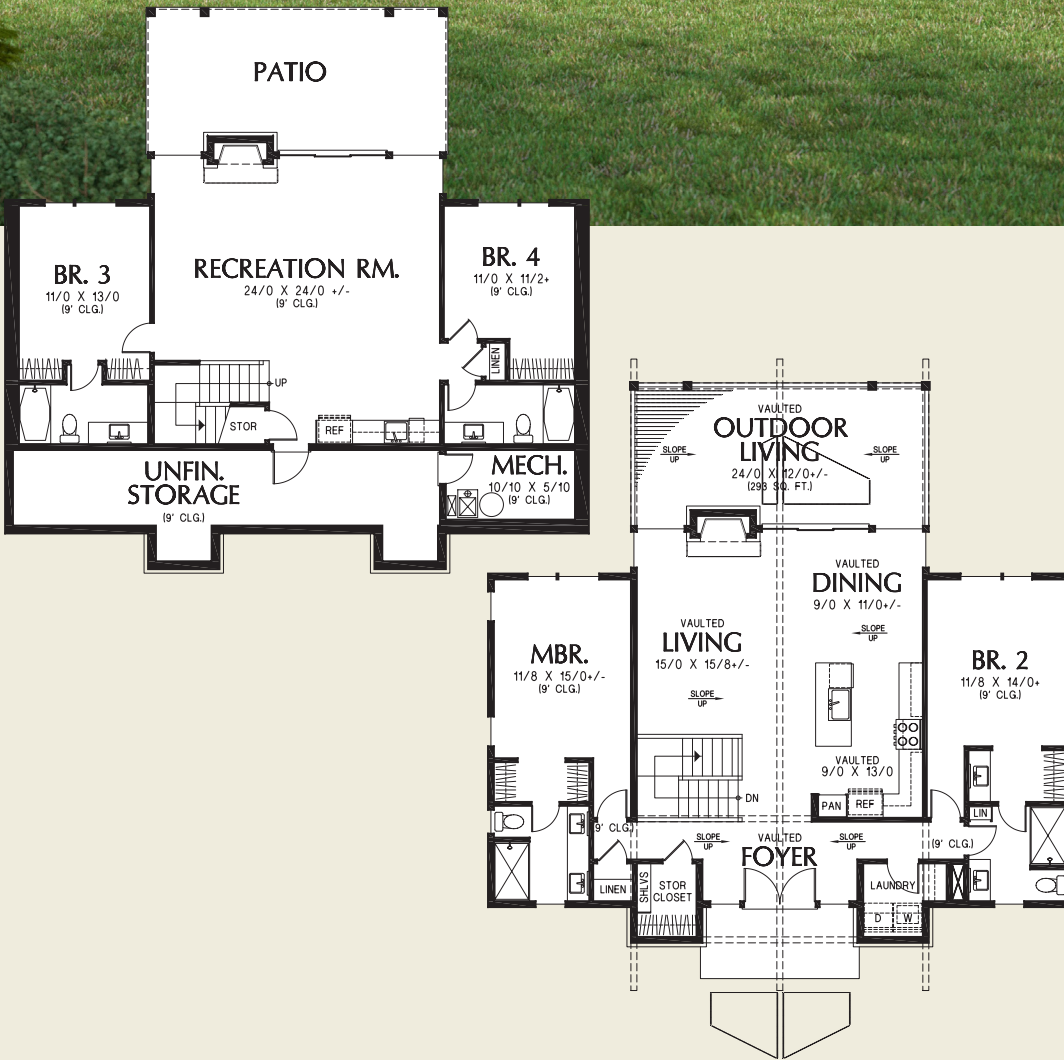 PATIO
BR. 3
11/0 X 13/0
(9' CLG.)
RECREATION RM.
24/0 X 24/0 +/-
(9' CLG.)
BR. 4
11/0 X 11/2+
(9' CLG.)
LINEN
UP
STOR
REF
UNFIN.
STORAGE
(9' CLG.)
MECH.
10/10 X 5/10
(9' CLG.)
VAULTED
OUTDOOR
LIVING
24/0 X 12/0+/-
(293 SQ. FT.)
SLOPE
UP
SLOPE
UP
VAULTED
DINING
9/0 X 11/0+/-
SLOPE
UP
VAULTED
LIVING
15/0 X 15/8+/-
SLOPE
UP
MBR.
11/8 X 15/0+/-
(9' CLG.)
BR. 2
11/8 X 14/0+
(9' CLG.)
VAULTED
9/0 X 13/0
DN
PAN
REF
LIN
9' CLG.)
SLOPE
UP
VAULTED
FOYER
SLOPE
UP
(9' CLG.)
LINEN
SHLVS
STOR
CLOSET
LAUNDRY
D
W